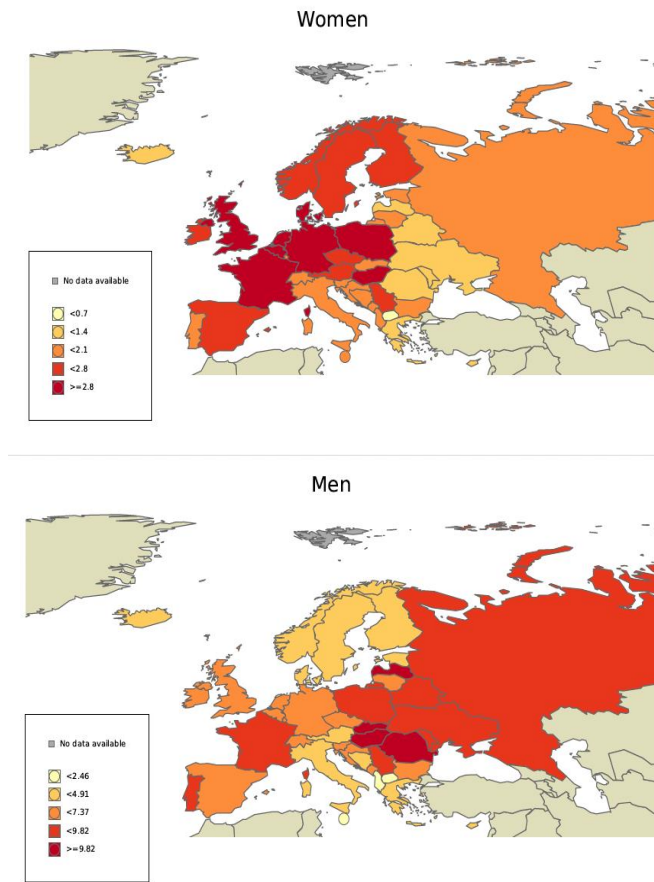 Women
No data available
<0.7
<1.4
<2.1
<2.8
>=2.8
Men
No data available
<2.46
<4.91
<7.37
<9.82
>=9.82